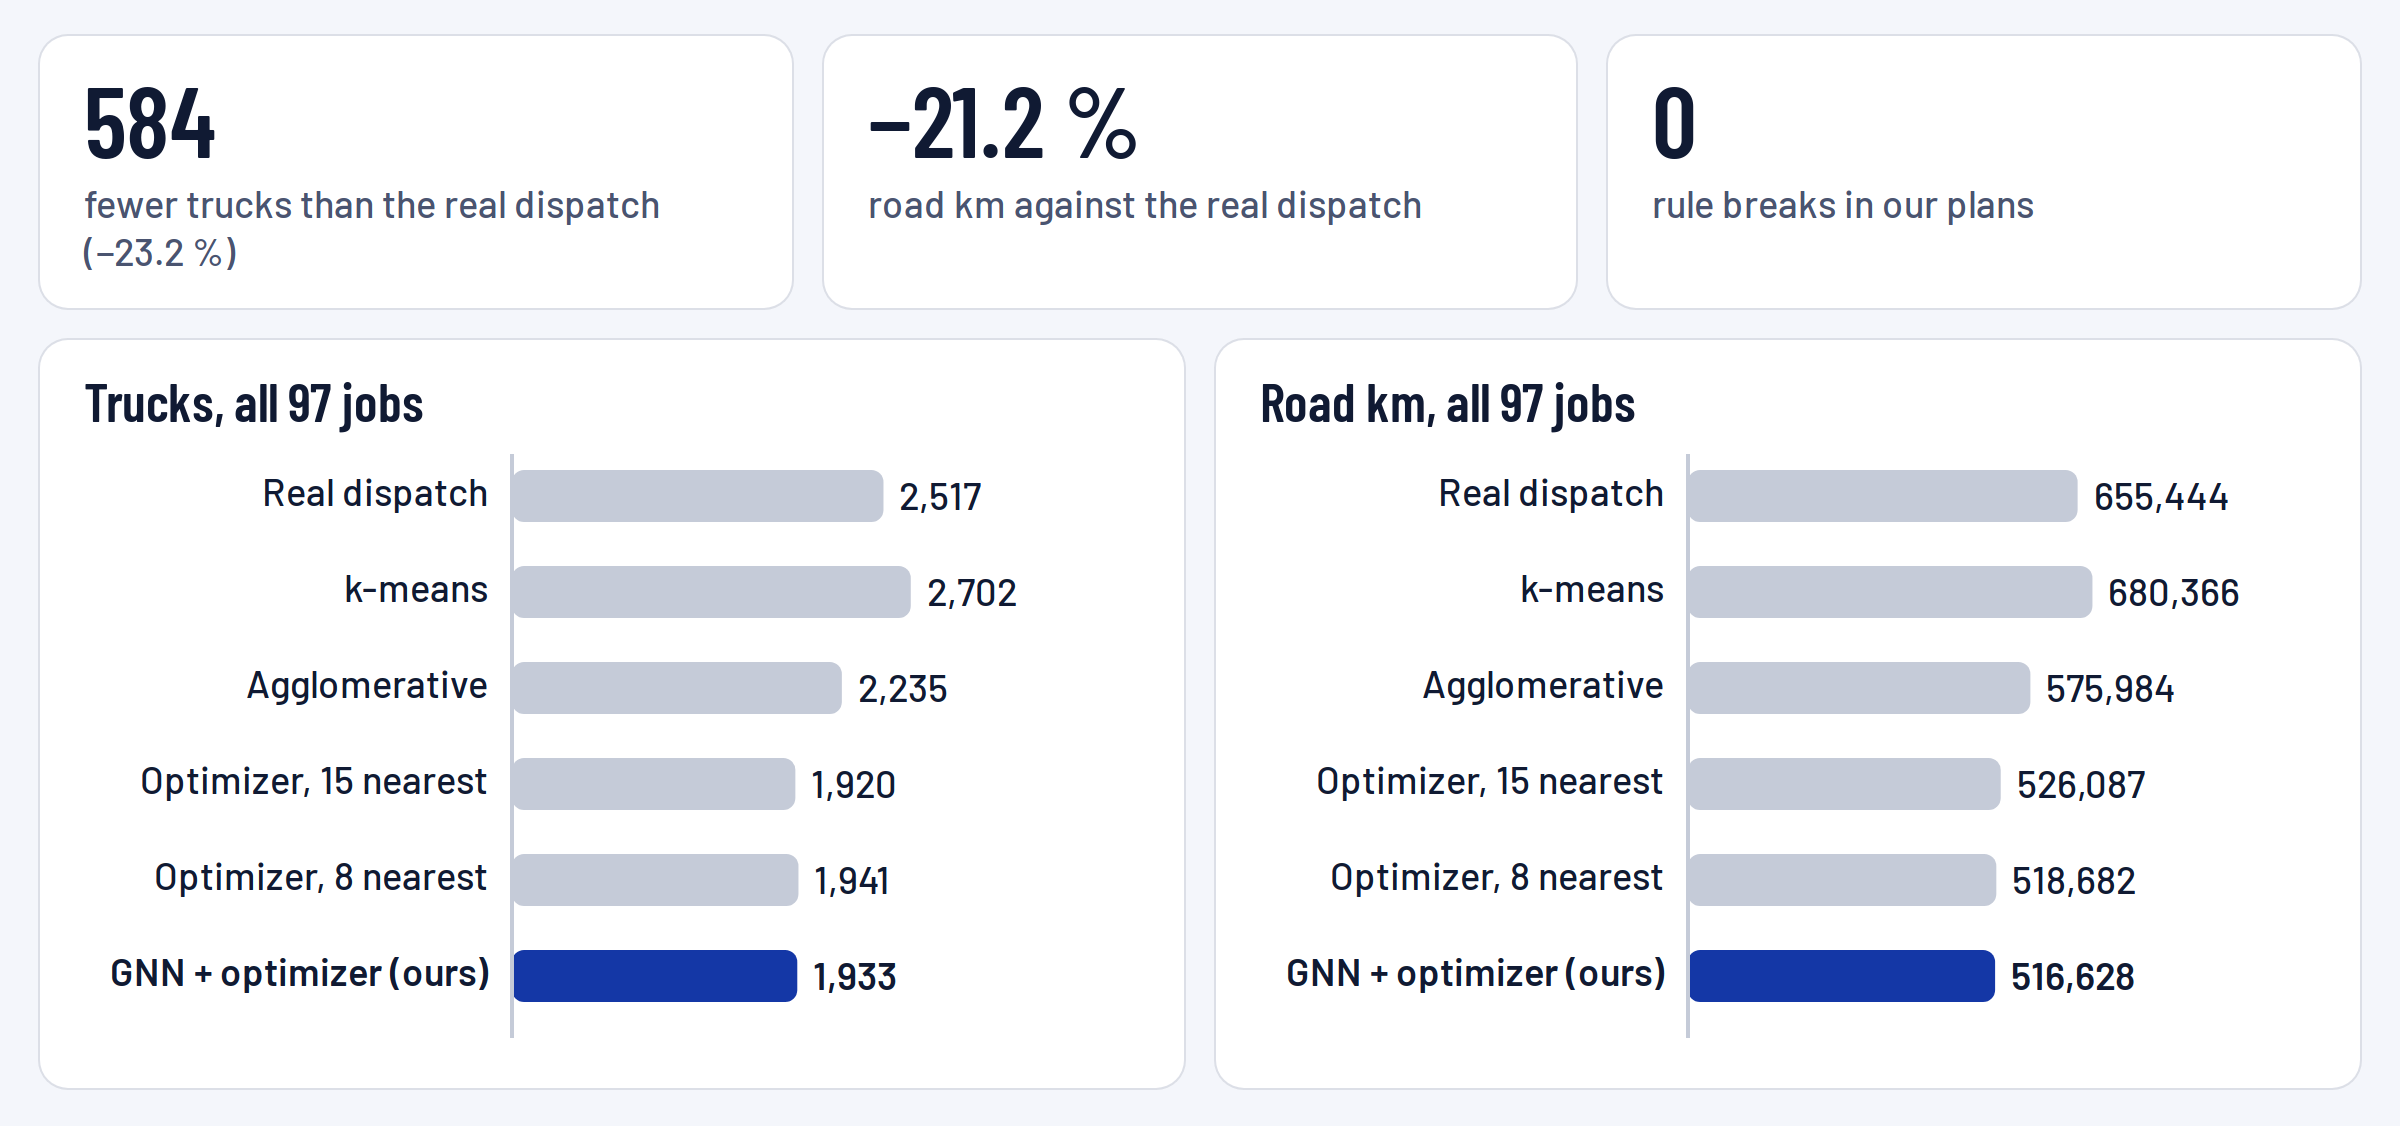 584
fewer trucks than the real dispatch
(−23.2 %)
−21.2 %
road km against the real dispatch
0
rule breaks in our plans
Trucks, all 97 jobs
Real dispatch 2,517
k-means 2,702
Agglomerative 2,235
Optimizer, 15 nearest 1,920
Optimizer, 8 nearest 1,941
GNN + optimizer (ours) 1,933
Road km, all 97 jobs
Real dispatch 655,444
k-means 680,366
Agglomerative 575,984
Optimizer, 15 nearest 526,087
Optimizer, 8 nearest 518,682
GNN + optimizer (ours) 516,628